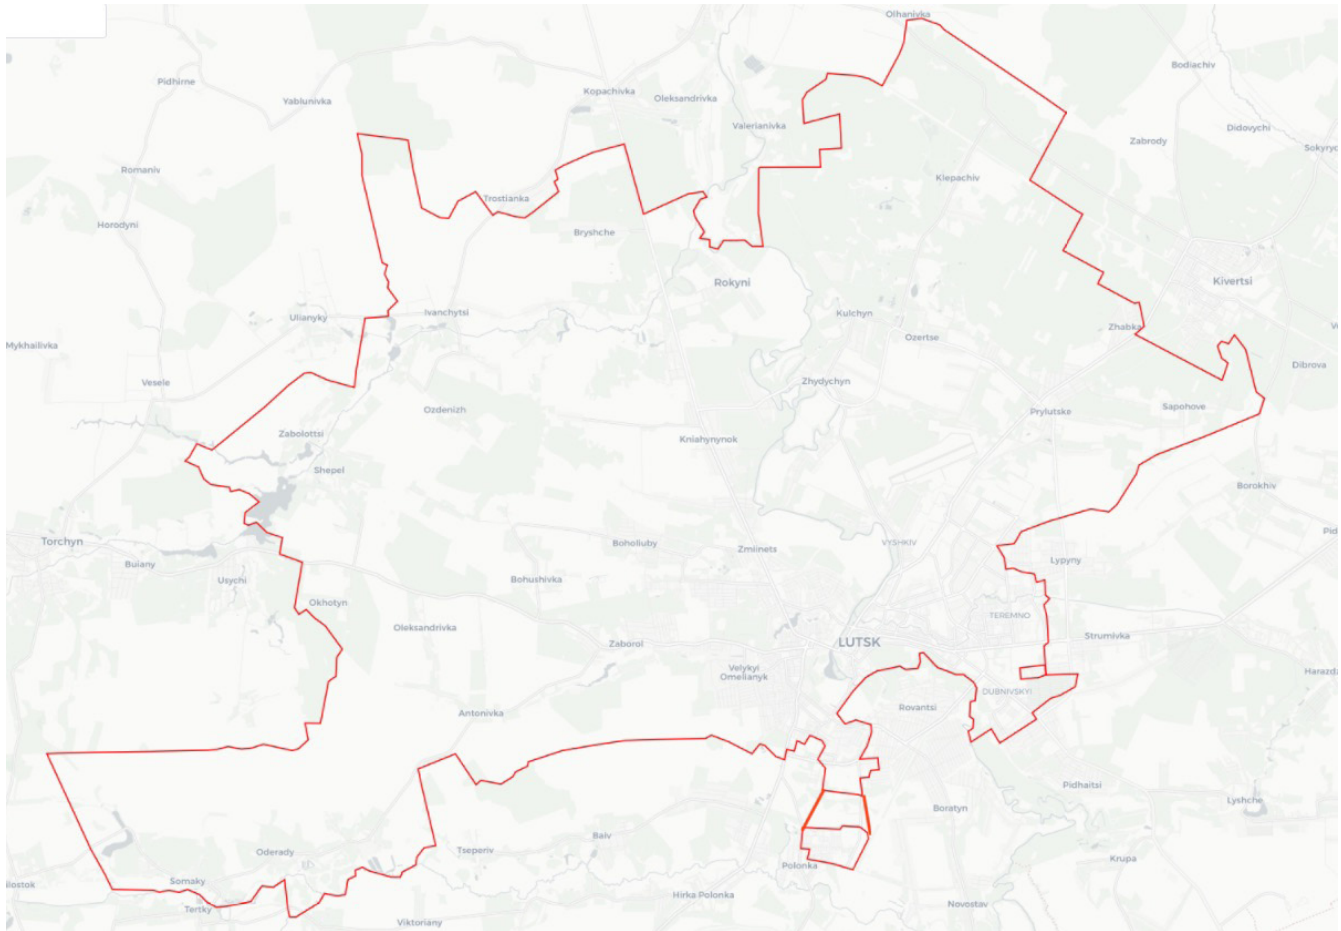 Olhanivka
Bodiachiv
Pidhirne
Kopachivka
Oleksandrivka
Yablunivka
Valerianivka
Didovychi
Zabrody
Sokyryc
Romaniv
Klepachiv
Trostianka
Horodyni
Bryshche
Rokyni
Kivertsi
Ulianyky
Ivanchytsi
Kulchyn
Zhabka
Ozertse
Mykhailivka
Dibrova
Vesele
Zhydychyn
Ozdenizh
Prylutske
Sapohove
Zabolottsi
Kniahynynok
Shepel
Borokhiv
Torchyn
VYSHKIV
Boholiuby
Zmiinets
Buiany
Lypyny
Usychi
Bohushivka
Okhotyn
TEREMNO
Oleksandrivka
Strumivka
Zaborol
LUTSK
Velykyi
Omelianyk
Harazd
DUBNIVSKYI
Rovantsi
Antonivka
Pidhaitsi
Lyshche
Boratyn
Baiv
Tseperiv
Oderady
Krupa
Polonka
Somaky
Hirka Polonka
Novostav
Tertky
Viktoriany